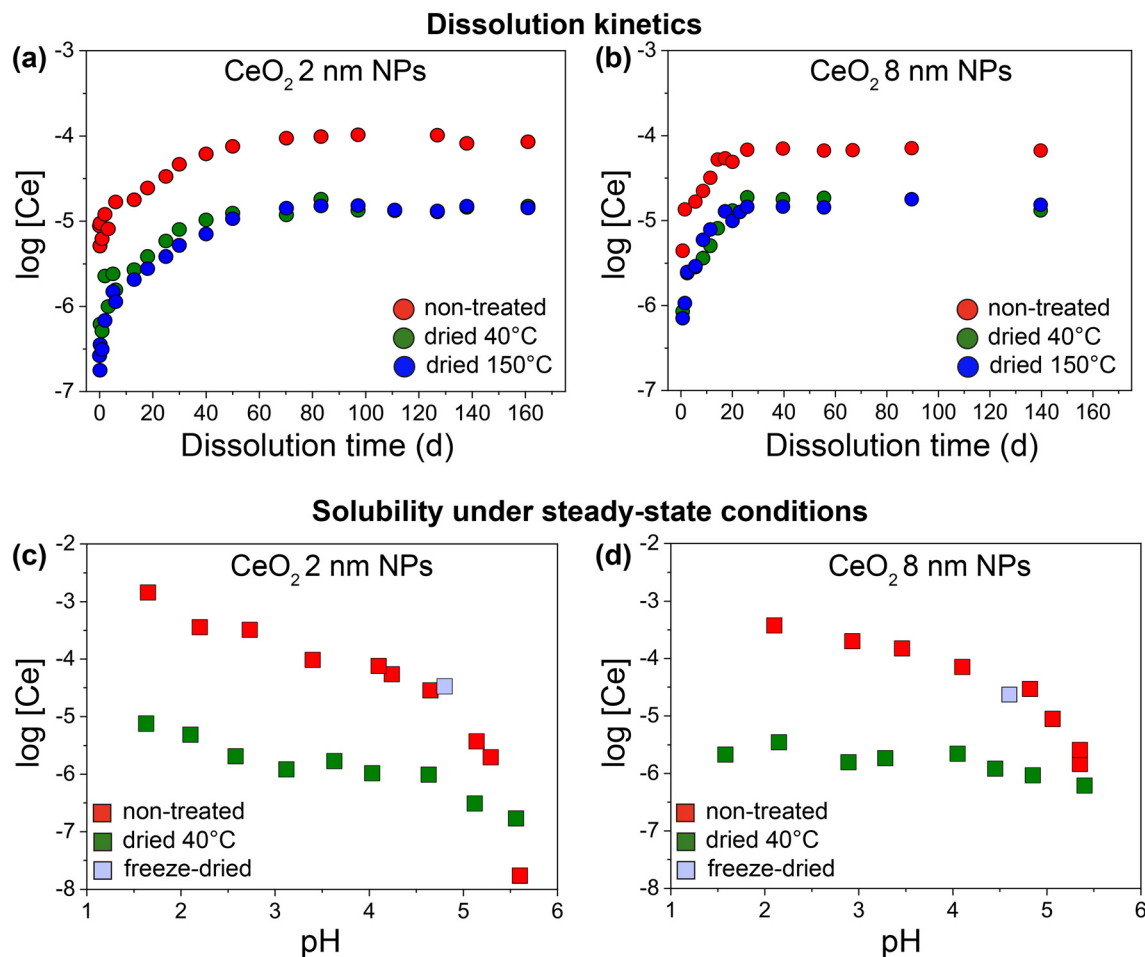 Dissolution kinetics
(a)
CeO2 2 nm NPs
-3
-4
-5
-6
-7
log [Ce]
non-treated
dried 40°C
dried 150°C
0 20 40 60 80 100 120 140 160
Dissolution time (d)
(b)
CeO2 8 nm NPs
-3
-4
-5
-6
-7
log [Ce]
non-treated
dried 40°C
dried 150°C
0 20 40 60 80 100 120 140 160
Dissolution time (d)
Solubility under steady-state conditions
(c)
CeO2 2 nm NPs
-2
-3
-4
-5
-6
-7
-8
log [Ce]
non-treated
dried 40°C
freeze-dried
1 2 3 4 5 6
pH
(d)
CeO2 8 nm NPs
-2
-3
-4
-5
-6
-7
-8
log [Ce]
non-treated
dried 40°C
freeze-dried
1 2 3 4 5 6
pH